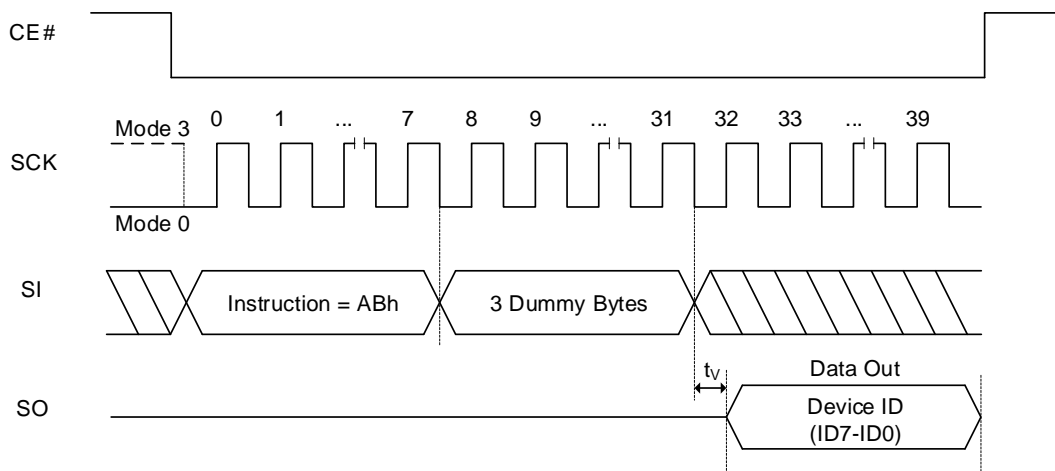 CE#
Mode 3
0 1 ... 7 8 9 ... 31 32 33 ... 39
SCK
Mode 0
SI
Instruction = ABh
3 Dummy Bytes
tV
Data Out
SO
Device ID
(ID7-ID0)